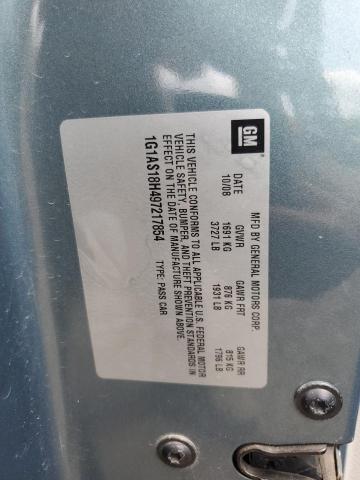 GM
MFD BY GENERAL MOTORS CORP.
DATE GVWR GAWR FRT GAWR RR
10/08 1691 KG 876 KG 815 KG
3727 LB 1931 LB 1796 LB
THIS VEHICLE CONFORMS TO ALL APPLICABLE U.S. FEDERAL MOTOR
VEHICLE SAFETY, BUMPER, AND THEFT PREVENTION STANDARDS IN
EFFECT ON THE DATE OF MANUFACTURE SHOWN ABOVE.
1G1AS18H497217854 TYPE: PASS CAR